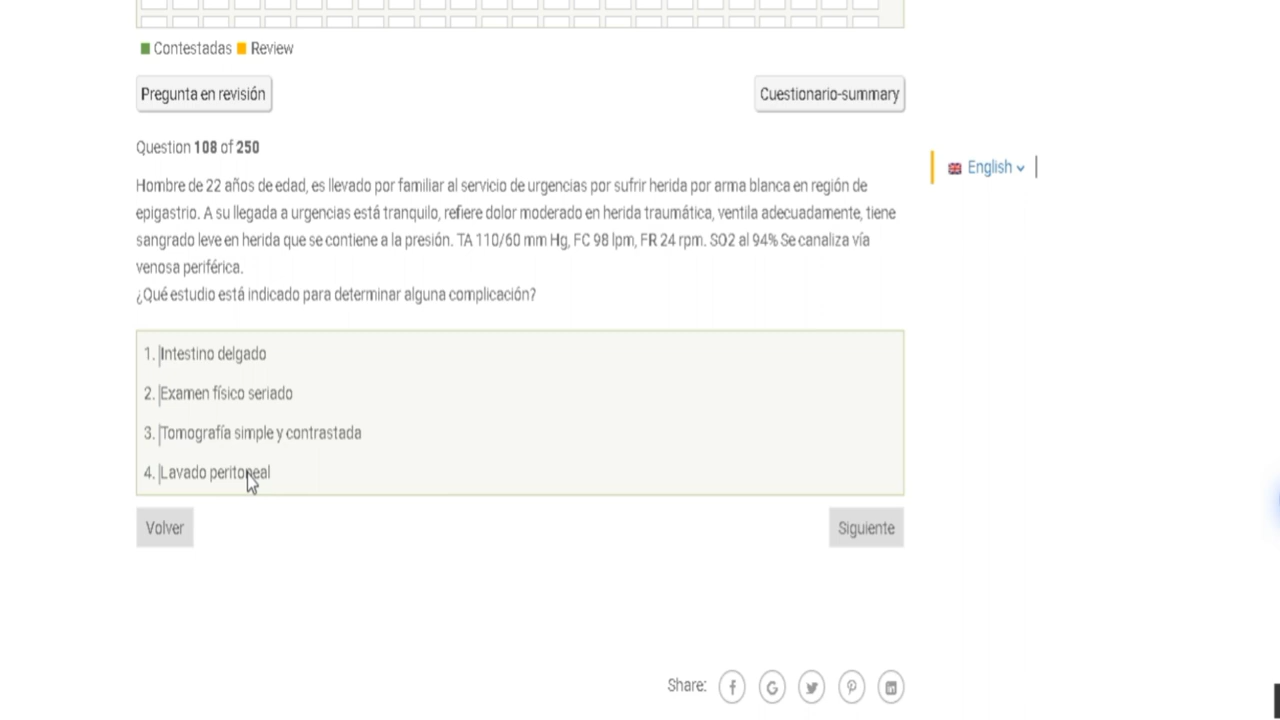 Contestadas Review
Pregunta en revisión Cuestionario-summary
Question 108 of 250
English
Hombre de 22 años de edad, es llevado por familiar al servicio de urgencias por sufrir herida por arma blanca en región de
epigastrio. A su llegada a urgencias está tranquilo, refiere dolor moderado en herida traumática, ventila adecuadamente, tiene
sangrado leve en herida que se contiene a la presión. TA 110/60 mm Hg, FC 98 lpm, FR 24 rpm. SO2 al 94% Se canaliza vía
venosa periférica.
¿Qué estudio está indicado para determinar alguna complicación?
1. Intestino delgado
2. Examen físico seriado
3. Tomografía simple y contrastada
4. Lavado peritoneal
Volver Siguiente
Share: